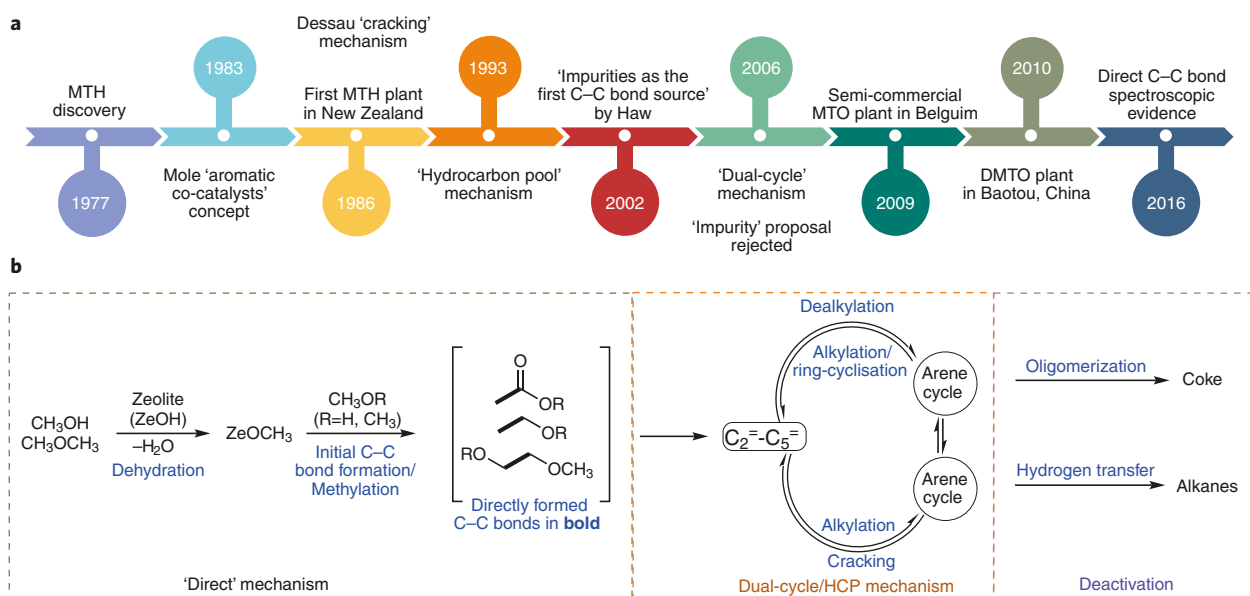 a
MTH
discovery
1977
1983
Mole ‘aromatic
co-catalysts’
concept
Dessau ‘cracking’
mechanism
First MTH plant
in New Zealand
1986
1993
‘Hydrocarbon pool’
mechanism
‘Impurities as the
first C–C bond source’
by Haw
2002
2006
‘Dual-cycle’
mechanism
‘Impurity’ proposal
rejected
Semi-commercial
MTO plant in Belguim
2009
2010
DMTO plant
in Baotou, China
Direct C–C bond
spectroscopic
evidence
2016
b
CH3OH
CH3OCH3
Zeolite
(ZeOH)
–H2O
Dehydration
ZeOCH3
CH3OR
(R=H, CH3)
Initial C–C
bond formation/
Methylation
O
OR
OR
RO
OCH3
Directly formed
C–C bonds in bold
‘Direct’ mechanism
Dealkylation
Alkylation/
ring-cyclisation
Arene
cycle
C2=-C5=
Arene
cycle
Alkylation
Cracking
Dual-cycle/HCP mechanism
Oligomerization
Coke
Hydrogen transfer
Alkanes
Deactivation